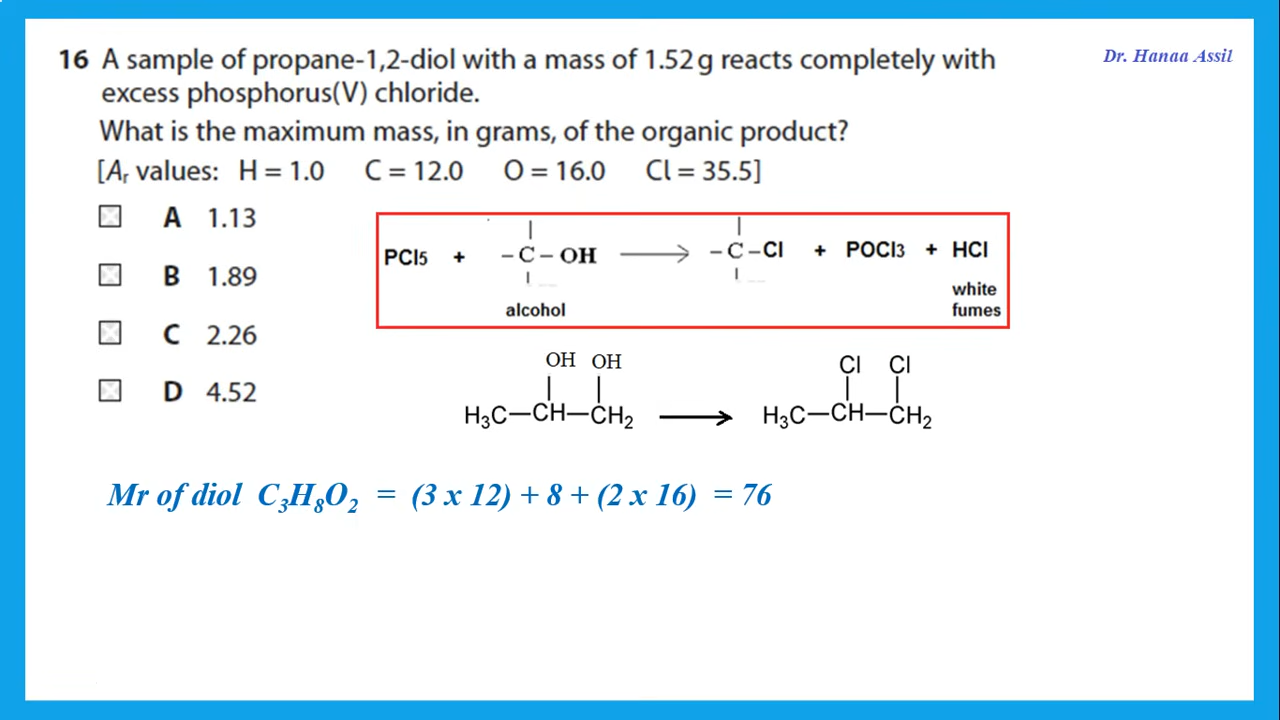 Dr. Hanaa Assil
16 A sample of propane-1,2-diol with a mass of 1.52 g reacts completely with
excess phosphorus(V) chloride.
What is the maximum mass, in grams, of the organic product?
[Aᵣ values: H = 1.0 C = 12.0 O = 16.0 Cl = 35.5]
A 1.13
B 1.89
C 2.26
D 4.52
PCl5 + –C–OH ⟶ –C–Cl + POCl3 + HCl
alcohol
white
fumes
OH OH
H₃C—CH—CH₂ ⟶
Cl Cl
H₃C—CH—CH₂
Mr of diol C₃H₈O₂ = (3 x 12) + 8 + (2 x 16) = 76